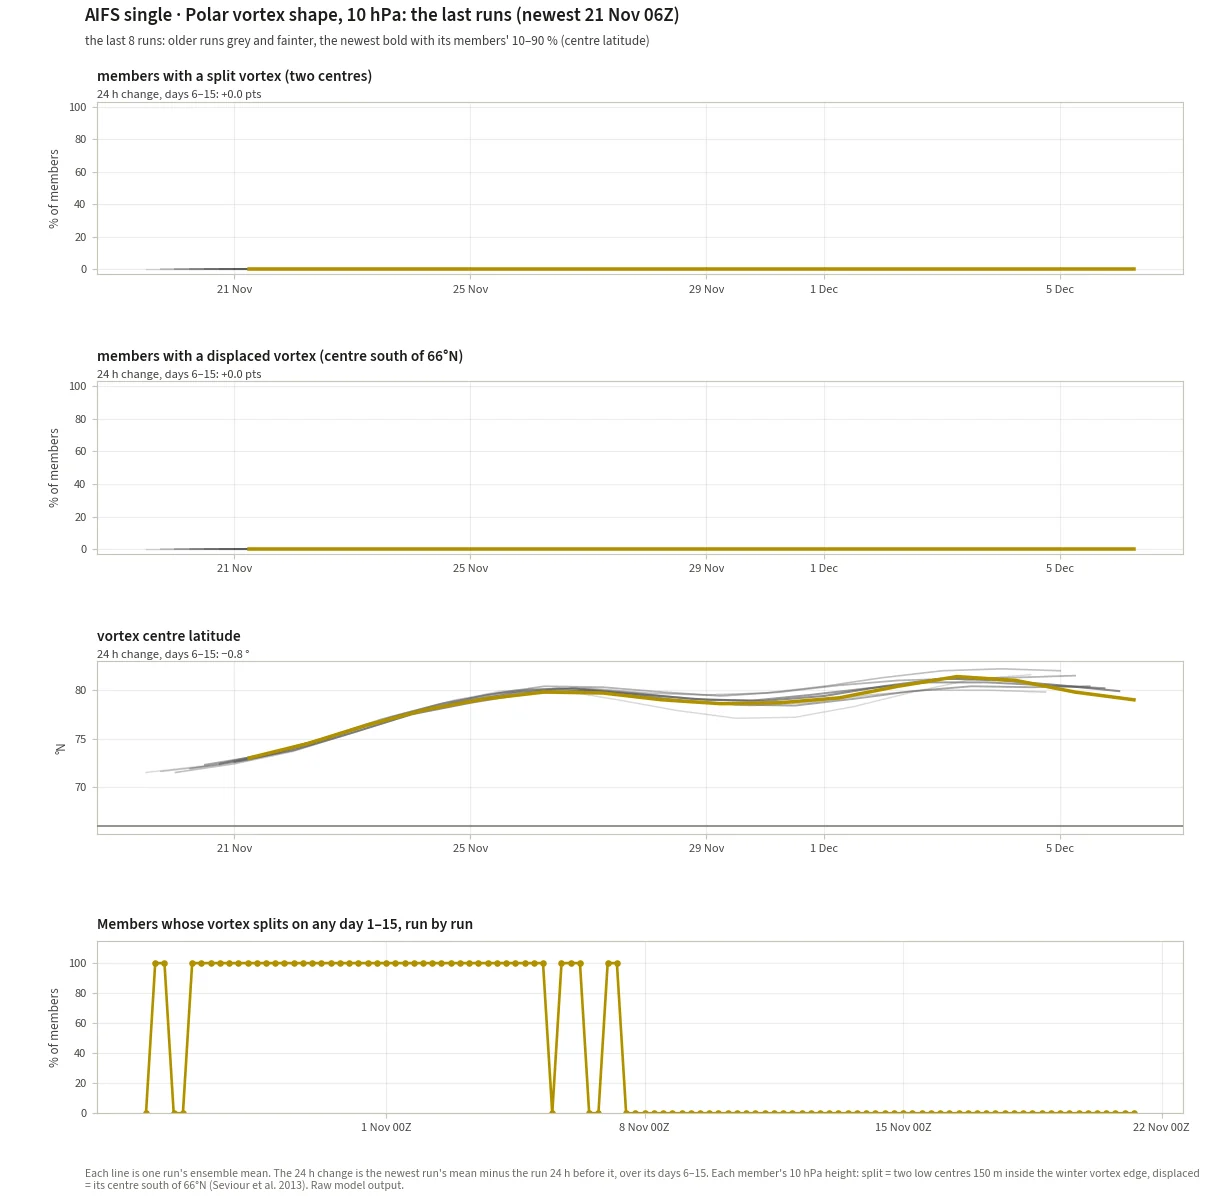 AIFS single · Polar vortex shape, 10 hPa: the last runs (newest 21 Nov 06Z)
the last 8 runs: older runs grey and fainter, the newest bold with its members' 10–90 % (centre latitude)
members with a split vortex (two centres)
24 h change, days 6–15: +0.0 pts
100
80
60
40
20
0
% of members
21 Nov
25 Nov
29 Nov
1 Dec
5 Dec
members with a displaced vortex (centre south of 66°N)
24 h change, days 6–15: +0.0 pts
100
80
60
40
20
0
% of members
21 Nov
25 Nov
29 Nov
1 Dec
5 Dec
vortex centre latitude
24 h change, days 6–15: −0.8 °
80
75
70
°N
21 Nov
25 Nov
29 Nov
1 Dec
5 Dec
Members whose vortex splits on any day 1–15, run by run
100
80
60
40
20
0
% of members
1 Nov 00Z
8 Nov 00Z
15 Nov 00Z
22 Nov 00Z
Each line is one run's ensemble mean. The 24 h change is the newest run's mean minus the run 24 h before it, over its days 6–15. Each member's 10 hPa height: split = two low centres 150 m inside the winter vortex edge, displaced
= its centre south of 66°N (Seviour et al. 2013). Raw model output.